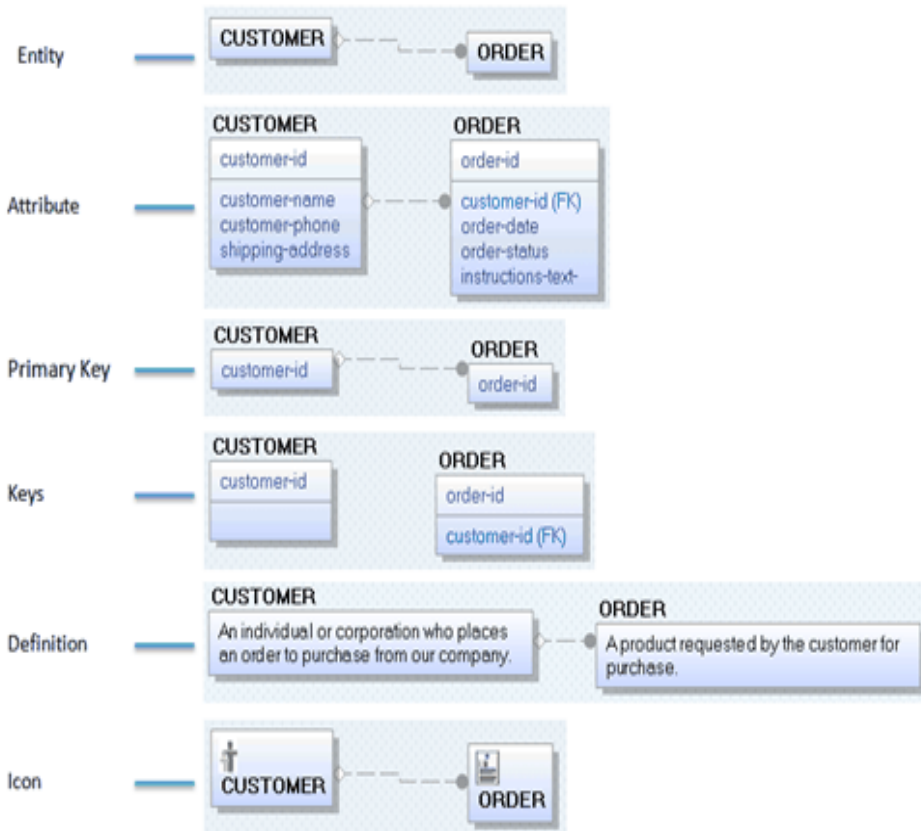 Entity
CUSTOMER
ORDER
Attribute
CUSTOMER
customer-id
customer-name
customer-phone
shipping-address
ORDER
order-id
customer-id (FK)
order-date
order-status
instructions-text-
Primary Key
CUSTOMER
customer-id
ORDER
order-id
Keys
CUSTOMER
customer-id
ORDER
order-id
customer-id (FK)
Definition
CUSTOMER
An individual or corporation who places
an order to purchase from our company.
ORDER
A product requested by the customer for
purchase.
Icon
CUSTOMER
ORDER